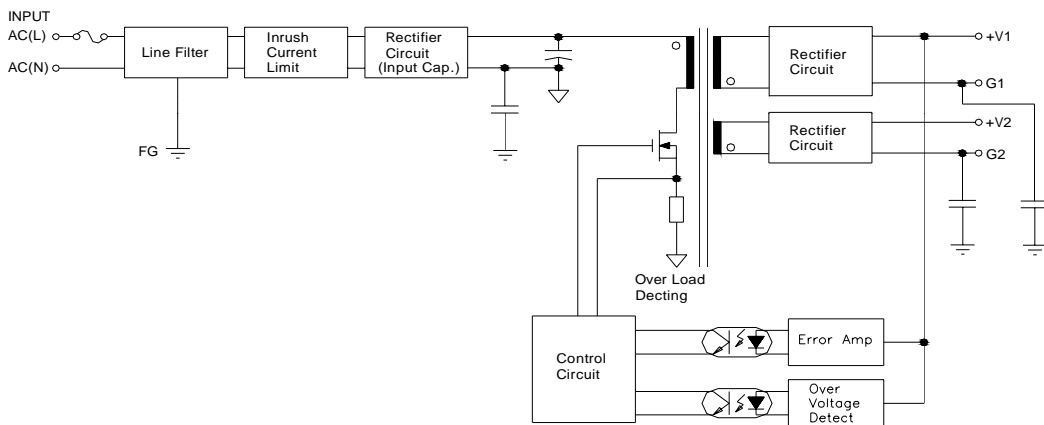 INPUT
AC(L)
AC(N)
Line Filter
Inrush
Current
Limit
Rectifier
Circuit
(Input Cap.)
FG
Rectifier
Circuit
+V1
G1
Rectifier
Circuit
+V2
G2
Over Load
Decting
Control
Circuit
Error Amp
Over
Voltage
Detect